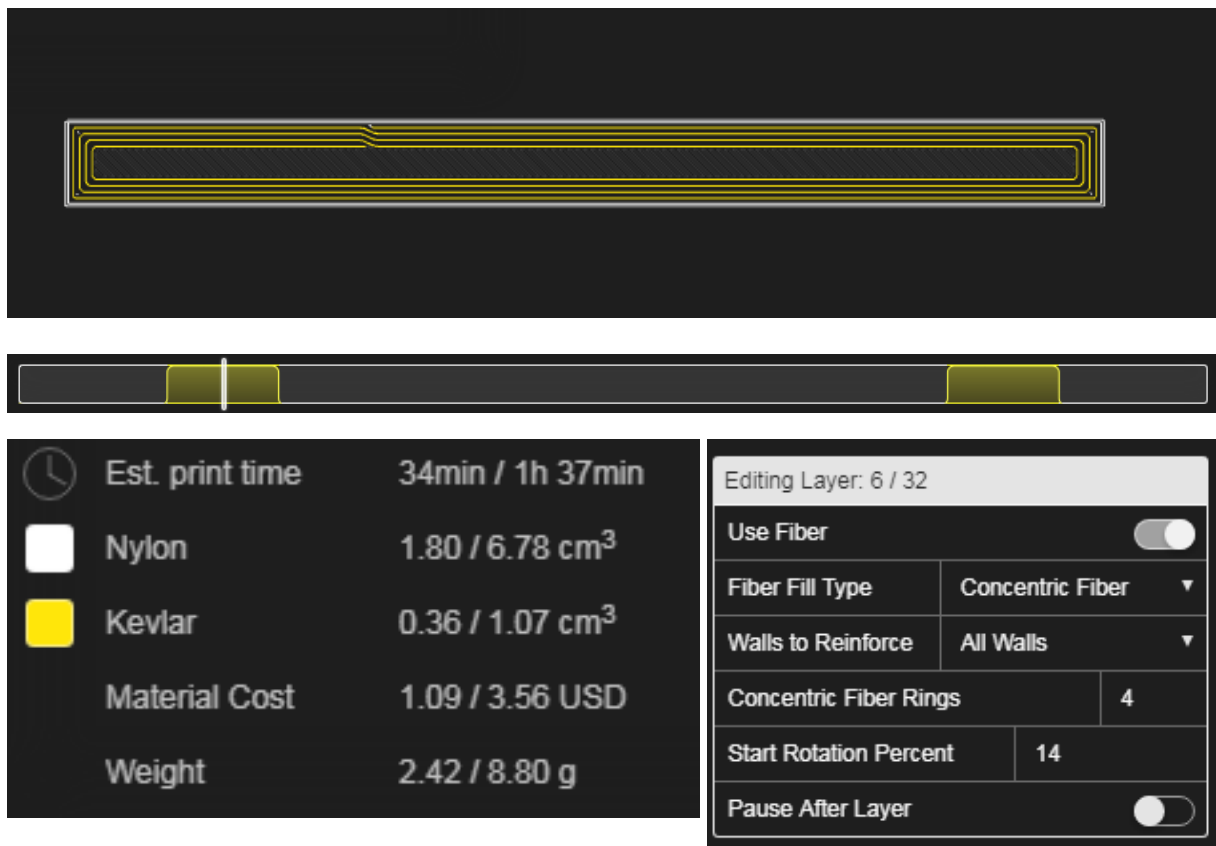 Est. print time 34min / 1h 37min
Nylon 1.80 / 6.78 cm³
Kevlar 0.36 / 1.07 cm³
Material Cost 1.09 / 3.56 USD
Weight 2.42 / 8.80 g
Editing Layer: 6 / 32
Use Fiber
Fiber Fill Type Concentric Fiber ▼
Walls to Reinforce All Walls ▼
Concentric Fiber Rings 4
Start Rotation Percent 14
Pause After Layer